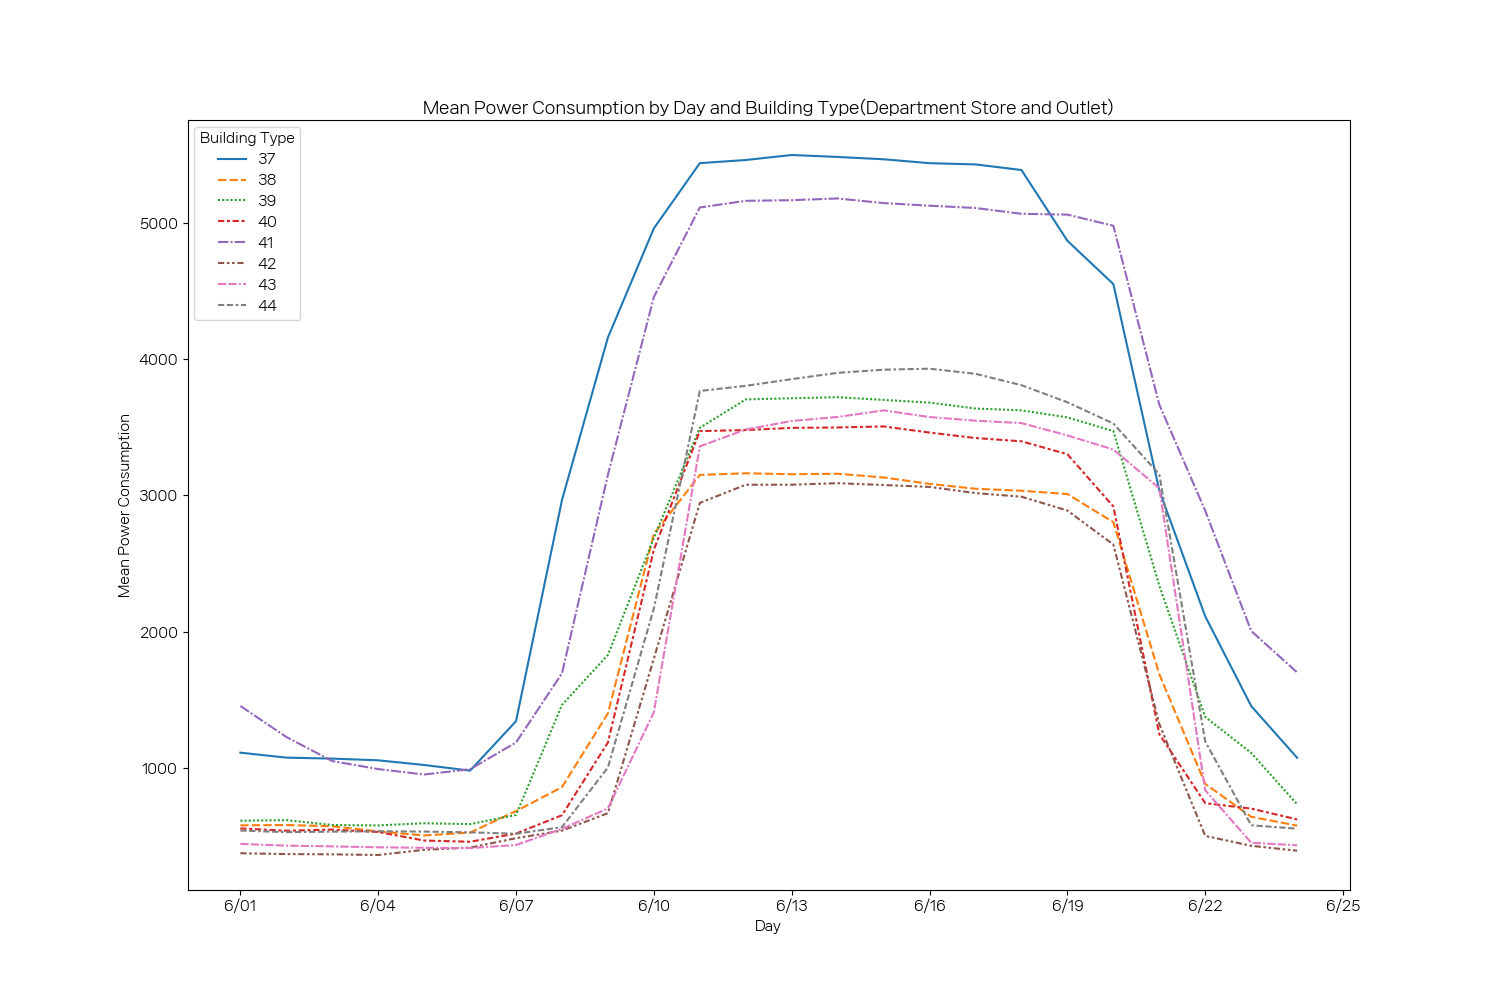 Mean Power Consumption by Day and Building Type(Department Store and Outlet)
Building Type
37
38
39
40
41
42
43
44
5000
4000
3000
2000
1000
Mean Power Consumption
6/01 6/04 6/07 6/10 6/13 6/16 6/19 6/22 6/25
Day